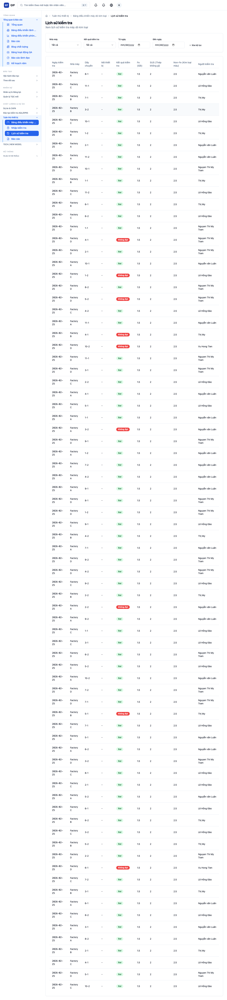 QT QIP Tìm kiếm theo mã hoặc tên nhân viên... ⌘ K K
TỔNG QUAN
Tổng quan & Báo cáo
Tổng quan
Bảng điều khiển lãnh ...
Bảng điều khiển phòn...
Báo cáo
Blog chất lượng
Bảng hoạt động QA
Báo cáo lãnh đạo
Kế hoạch năm
ĐÀO TẠO
Vận hành đào tạo
Theo dõi sau
NHÂN SỰ
Nhân sự & Năng lực
Quản lý TQC mới
CHẤT LƯỢNG & DỰ ÁN
Dự án & CAPA
Đào tạo kiểm tra AQL/5PRS
Tuân thủ thiết bị
Bảng điều khiển máy ...
Nhập kiểm tra
Lịch sử kiểm tra
Báo cáo
TECH / NEW MODEL
HỆ THỐNG
Quản trị hệ thống
Tuân thủ thiết bị > Bảng điều khiển máy dò kim loại > Lịch sử kiểm tra
Lịch sử kiểm tra
Xem lịch sử kiểm tra máy dò kim loại
Nhà máy Kết quả kiểm tra Từ ngày Đến ngày
Tất cả Tất cả mm/dd/yyyy mm/dd/yyyy × Xóa bộ lọc
Ngày kiểm tra Nhà máy Dây chuyền Mã thiết bị Kết quả kiểm tra Fe (Sắt) SUS (Thép không gỉ) Non-Fe (Kim loại màu) Người kiểm tra
2026-02-25 Factory A 8-1 - Đạt 1.5 2 2.5 Nguyễn văn Luân
2026-02-25 Factory C 11-1 - Đạt 1.5 2 2.5 Lê Hồng Đào
2026-02-25 Factory B 7-1 - Đạt 1.5 2 2.5 Thị My
2026-02-25 Factory B 3-2 - Đạt 1.5 2 2.5 Thị My
2026-02-25 Factory C 10-1 - Đạt 1.5 2 2.5 Lê Hồng Đào
2026-02-25 Factory B 1-2 - Đạt 1.5 2 2.5 Thị My
2026-02-25 Factory A 2-1 - Đạt 1.5 2 2.5 Nguyễn văn Luân
2026-02-25 Factory A 11-2 - Đạt 1.5 2 2.5 Nguyễn văn Luân
2026-02-25 Factory D 10-1 - Đạt 1.5 2 2.5 Nguyen Thi My Tram
2026-02-25 Factory B 1-1 - Đạt 1.5 2 2.5 Thị My
2026-02-25 Factory C 11-2 - Đạt 1.5 2 2.5 Lê Hồng Đào
2026-02-25 Factory B 6-1 - Đạt 1.5 2 2.5 Thị My
2026-02-25 Factory C 6-2 - Đạt 1.5 2 2.5 Lê Hồng Đào
2026-02-25 Factory D 1-1 - Đạt 1.5 2 2.5 Nguyen Thi My Tram
2026-02-25 Factory D 4-1 - Không đạt 1.5 2 2.5 Nguyen Thi My Tram
2026-02-25 Factory D 2-1 - Đạt 1.5 2 2.5 Nguyen Thi My Tram
2026-02-25 Factory A 10-1 - Đạt 1.5 2 2.5 Nguyễn văn Luân
2026-02-25 Factory C 1-2 - Không đạt 1.5 2 2.5 Lê Hồng Đào
2026-02-25 Factory D 8-2 - Đạt 1.5 2 2.5 Nguyen Thi My Tram
2026-02-25 Factory D 5-2 - Không đạt 1.5 2 2.5 Nguyen Thi My Tram
2026-02-25 Factory C 4-2 - Đạt 1.5 2 2.5 Lê Hồng Đào
2026-02-25 Factory A 11-1 - Đạt 1.5 2 2.5 Nguyễn văn Luân
2026-02-25 Factory B 4-1 - Không đạt 1.5 2 2.5 Thị My
2026-02-25 Factory D 10-2 - Không đạt 1.5 2 2.5 Vu Hong Tien
2026-02-25 Factory D 11-1 - Đạt 1.5 2 2.5 Nguyen Thi My Tram
2026-02-25 Factory D 3-1 - Đạt 1.5 2 2.5 Nguyen Thi My Tram
2026-02-25 Factory C 2-2 - Đạt 1.5 2 2.5 Lê Hồng Đào
2026-02-25 Factory A 4-1 - Đạt 1.5 2 2.5 Nguyễn văn Luân
2026-02-25 Factory C 5-1 - Đạt 1.5 2 2.5 Lê Hồng Đào
2026-02-25 Factory A 1-1 - Đạt 1.5 2 2.5 Nguyễn văn Luân
2026-02-25 Factory A 3-2 - Không đạt 1.5 2 2.5 Nguyễn văn Luân
2026-02-25 Factory D 9-1 - Đạt 1.5 2 2.5 Nguyen Thi My Tram
2026-02-25 Factory A 1-2 - Đạt 1.5 2 2.5 Nguyễn văn Luân
2026-02-25 Factory A 7-2 - Đạt 1.5 2 2.5 Nguyễn văn Luân
2026-02-25 Factory A 4-2 - Đạt 1.5 2 2.5 Nguyễn văn Luân
2026-02-25 Factory A 9-1 - Đạt 1.5 2 2.5 Nguyễn văn Luân
2026-02-25 Factory D 8-1 - Đạt 1.5 2 2.5 Nguyen Thi My Tram
2026-02-25 Factory D 1-2 - Đạt 1.5 2 2.5 Nguyen Thi My Tram
2026-02-25 Factory C 9-1 - Đạt 1.5 2 2.5 Lê Hồng Đào
2026-02-25 Factory B 4-2 - Đạt 1.5 2 2.5 Thị My
2026-02-25 Factory A 7-1 - Đạt 1.5 2 2.5 Nguyễn văn Luân
2026-02-25 Factory D 9-2 - Đạt 1.5 2 2.5 Nguyen Thi My Tram
2026-02-25 Factory D 4-2 - Đạt 1.5 2 2.5 Nguyen Thi My Tram
2026-02-25 Factory C 9-2 - Đạt 1.5 2 2.5 Lê Hồng Đào
2026-02-25 Factory B 2-2 - Đạt 1.5 2 2.5 Thị My
2026-02-25 Factory A 2-2 - Không đạt 1.5 2 2.5 Nguyễn văn Luân
2026-02-25 Factory A 9-2 - Đạt 1.5 2 2.5 Nguyễn văn Luân
2026-02-25 Factory C 1-1 - Đạt 1.5 2 2.5 Lê Hồng Đào
2026-02-25 Factory C 3-1 - Đạt 1.5 2 2.5 Lê Hồng Đào
2026-02-25 Factory D 6-2 - Đạt 1.5 2 2.5 Nguyen Thi My Tram
2026-02-25 Factory C 5-2 - Đạt 1.5 2 2.5 Lê Hồng Đào
2026-02-25 Factory A 10-2 - Đạt 1.5 2 2.5 Nguyễn văn Luân
2026-02-25 Factory D 7-2 - Đạt 1.5 2 2.5 Nguyen Thi My Tram
2026-02-25 Factory D 7-1 - Đạt 1.5 2 2.5 Nguyen Thi My Tram
2026-02-25 Factory B 5-1 - Không đạt 1.5 2 2.5 Thị My
2026-02-25 Factory C 7-1 - Đạt 1.5 2 2.5 Lê Hồng Đào
2026-02-25 Factory A 5-1 - Đạt 1.5 2 2.5 Nguyễn văn Luân
2026-02-25 Factory A 6-2 - Đạt 1.5 2 2.5 Nguyễn văn Luân
2026-02-25 Factory D 3-2 - Đạt 1.5 2 2.5 Nguyen Thi My Tram
2026-02-25 Factory C 8-1 - Đạt 1.5 2 2.5 Lê Hồng Đào
2026-02-25 Factory C 2-1 - Đạt 1.5 2 2.5 Lê Hồng Đào
2026-02-25 Factory A 5-2 - Đạt 1.5 2 2.5 Nguyễn văn Luân
2026-02-25 Factory C 6-1 - Đạt 1.5 2 2.5 Lê Hồng Đào
2026-02-25 Factory B 6-2 - Đạt 1.5 2 2.5 Thị My
2026-02-25 Factory C 3-2 - Đạt 1.5 2 2.5 Lê Hồng Đào
2026-02-25 Factory B 5-2 - Đạt 1.5 2 2.5 Thị My
2026-02-25 Factory D 2-2 - Đạt 1.5 2 2.5 Nguyen Thi My Tram
2026-02-25 Factory D 6-1 - Không đạt 1.5 2 2.5 Vu Hong Tien
2026-02-25 Factory C 7-2 - Đạt 1.5 2 2.5 Lê Hồng Đào
2026-02-25 Factory B 3-1 - Đạt 1.5 2 2.5 Thị My
2026-02-25 Factory A 6-1 - Đạt 1.5 2 2.5 Nguyễn văn Luân
2026-02-25 Factory C 8-2 - Đạt 1.5 2 2.5 Lê Hồng Đào
2026-02-25 Factory A 3-1 - Đạt 1.5 2 2.5 Nguyễn văn Luân
2026-02-25 Factory A 8-2 - Đạt 1.5 2 2.5 Nguyễn văn Luân
2026-02-25 Factory B 2-1 - Đạt 1.5 2 2.5 Thị My
2026-02-25 Factory C 4-1 - Đạt 1.5 2 2.5 Lê Hồng Đào
2026-02-25 Factory D 5-1 - Đạt 1.5 2 2.5 Nguyen Thi My Tram
2026-02-25 Factory C 10-2 - Đạt 1.5 2 2.5 Lê Hồng Đào